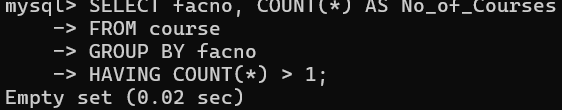 mysql> SELECT facno, COUNT(*) AS No_of_Courses
    -> FROM course
    -> GROUP BY facno
    -> HAVING COUNT(*) > 1;
Empty set (0.02 sec)